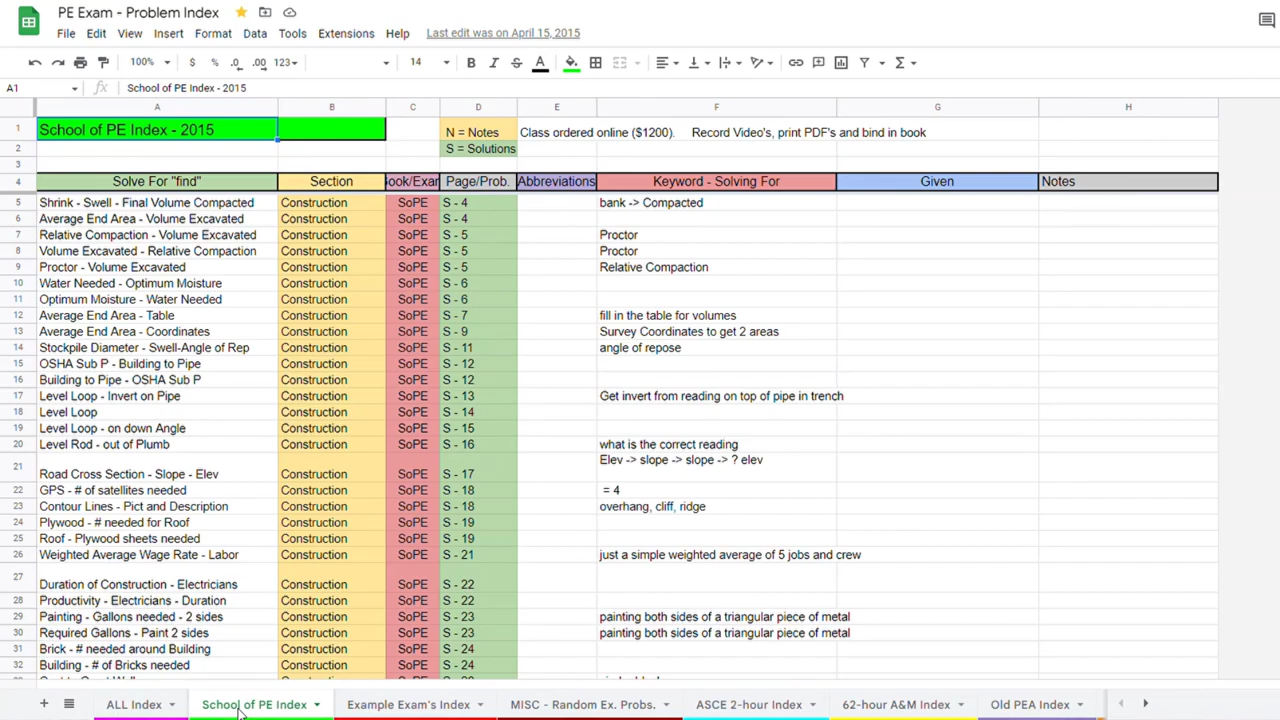 PE Exam - Problem Index
File Edit View Insert Format Data Tools Extensions Help Last edit was on April 15, 2015
100% $ % .0 .00 123 14 B I S A
A1 fx School of PE Index - 2015
A B C D E F G H
1 School of PE Index - 2015 N = Notes Class ordered online ($1200). Record Video's, print PDF's and bind in book
2 S = Solutions
3
4 Solve For "find" Section Book/Exam Page/Prob. Abbreviations Keyword - Solving For Given Notes
5 Shrink - Swell - Final Volume Compacted Construction SoPE S - 4 bank -> Compacted
6 Average End Area - Volume Excavated Construction SoPE S - 4
7 Relative Compaction - Volume Excavated Construction SoPE S - 5 Proctor
8 Volume Excavated - Relative Compaction Construction SoPE S - 5 Proctor
9 Proctor - Volume Excavated Construction SoPE S - 5 Relative Compaction
10 Water Needed - Optimum Moisture Construction SoPE S - 6
11 Optimum Moisture - Water Needed Construction SoPE S - 6
12 Average End Area - Table Construction SoPE S - 7 fill in the table for volumes
13 Average End Area - Coordinates Construction SoPE S - 9 Survey Coordinates to get 2 areas
14 Stockpile Diameter - Swell-Angle of Rep Construction SoPE S - 11 angle of repose
15 OSHA Sub P - Building to Pipe Construction SoPE S - 12
16 Building to Pipe - OSHA Sub P Construction SoPE S - 12
17 Level Loop - Invert on Pipe Construction SoPE S - 13 Get invert from reading on top of pipe in trench
18 Level Loop Construction SoPE S - 14
19 Level Loop - on down Angle Construction SoPE S - 15
20 Level Rod - out of Plumb Construction SoPE S - 16 what is the correct reading
21 Road Cross Section - Slope - Elev Construction SoPE S - 17 Elev -> slope -> slope -> ? elev
22 GPS - # of satellites needed Construction SoPE S - 18 = 4
23 Contour Lines - Pict and Description Construction SoPE S - 18 overhang, cliff, ridge
24 Plywood - # needed for Roof Construction SoPE S - 19
25 Roof - Plywood sheets needed Construction SoPE S - 19
26 Weighted Average Wage Rate - Labor Construction SoPE S - 21 just a simple weighted average of 5 jobs and crew
27 Duration of Construction - Electricians Construction SoPE S - 22
28 Productivity - Electricians - Duration Construction SoPE S - 22
29 Painting - Gallons needed - 2 sides Construction SoPE S - 23 painting both sides of a triangular piece of metal
30 Required Gallons - Paint 2 sides Construction SoPE S - 23 painting both sides of a triangular piece of metal
31 Brick - # needed around Building Construction SoPE S - 24
32 Building - # of Bricks needed Construction SoPE S - 24
ALL Index School of PE Index Example Exam's Index MISC - Random Ex. Probs. ASCE 2-hour Index 62-hour A&M Index Old PEA Index